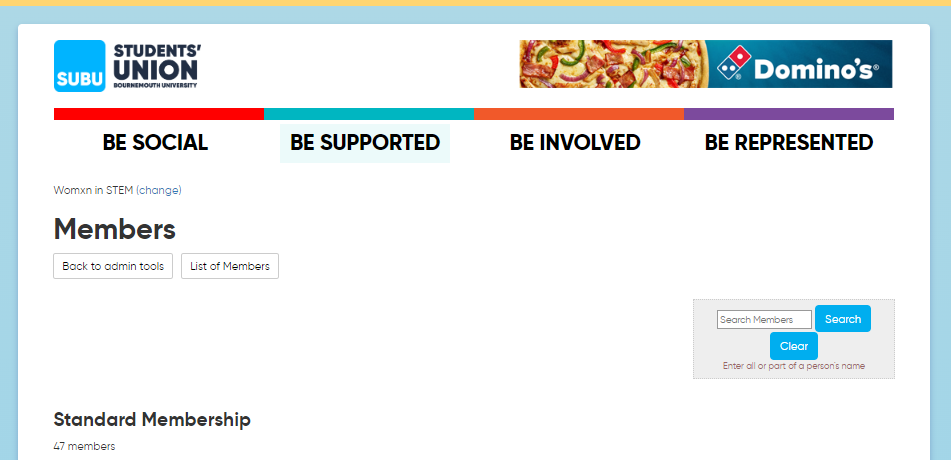 SUBU
STUDENTS'
UNION
BOURNEMOUTH UNIVERSITY
Domino's®
BE SOCIAL
BE SUPPORTED
BE INVOLVED
BE REPRESENTED
Womxn in STEM (change)
Members
Back to admin tools
List of Members
Search Members
Search
Clear
Enter all or part of a person's name
Standard Membership
47 members